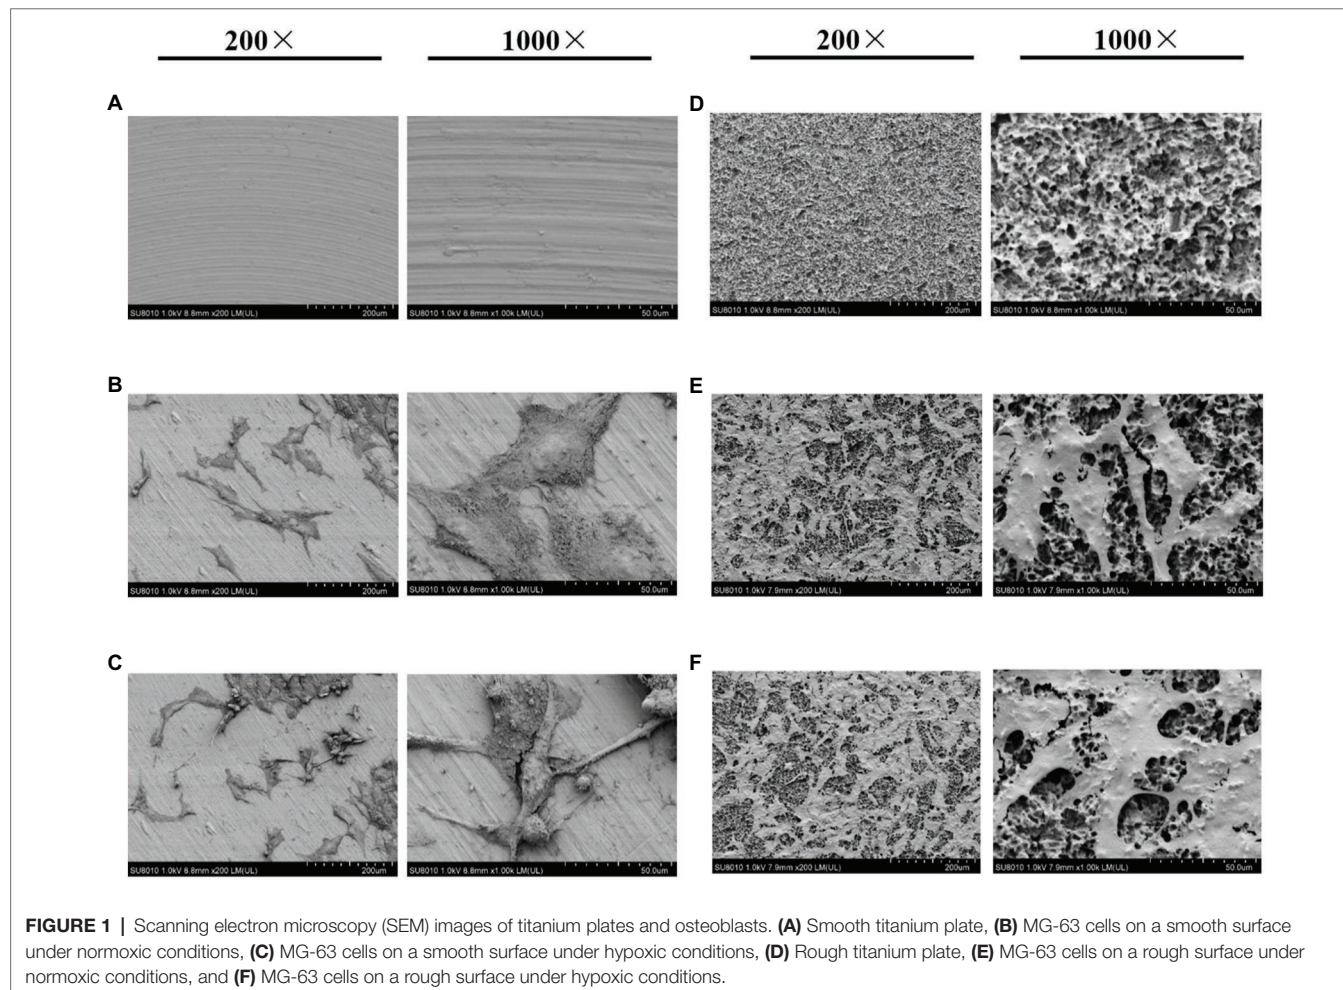 200×
1000×
200×
1000×
A
D
SU8010 1.0kV 8.8mm x200 LM(UL) 200um
SU8010 1.0kV 8.8mm x1.00k LM(UL) 50.0um
SU8010 1.0kV 8.8mm x200 LM(UL) 200um
SU8010 1.0kV 8.8mm x1.00k LM(UL) 50.0um
B
E
SU8010 1.0kV 8.8mm x200 LM(UL) 200um
SU8010 1.0kV 8.8mm x1.00k LM(UL) 50.0um
SU8010 1.0kV 7.9mm x200 LM(UL) 200um
SU8010 1.0kV 7.9mm x1.00k LM(UL) 50.0um
C
F
SU8010 1.0kV 8.8mm x200 LM(UL) 200um
SU8010 1.0kV 8.8mm x1.00k LM(UL) 50.0um
SU8010 1.0kV 7.9mm x200 LM(UL) 200um
SU8010 1.0kV 7.9mm x1.00k LM(UL) 50.0um
FIGURE 1 | Scanning electron microscopy (SEM) images of titanium plates and osteoblasts. (A) Smooth titanium plate, (B) MG-63 cells on a smooth surface
under normoxic conditions, (C) MG-63 cells on a smooth surface under hypoxic conditions, (D) Rough titanium plate, (E) MG-63 cells on a rough surface under
normoxic conditions, and (F) MG-63 cells on a rough surface under hypoxic conditions.